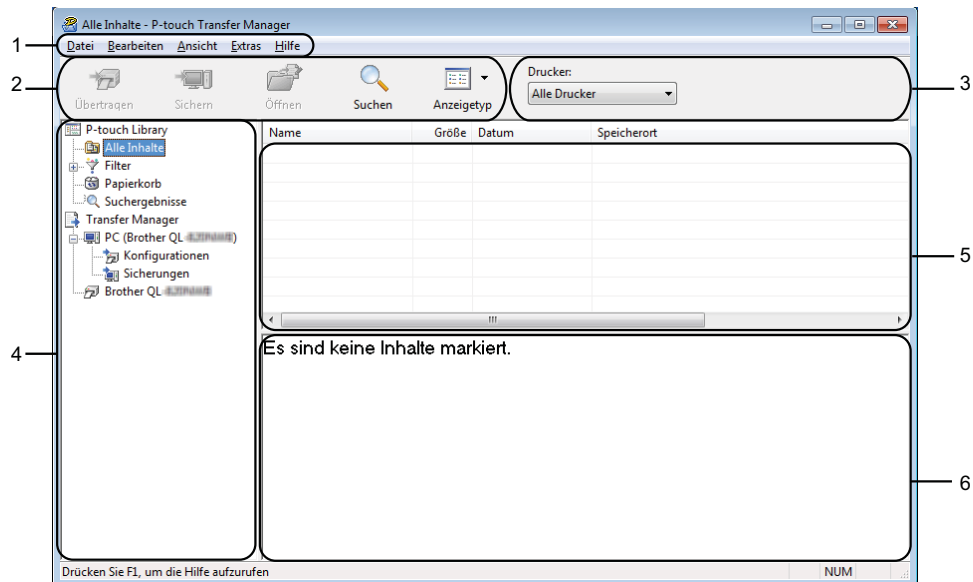 Alle Inhalte - P-touch Transfer Manager
1
Datei Bearbeiten Ansicht Extras Hilfe
2
Übertragen Sichern Öffnen Suchen Anzeigetyp
Drucker:
Alle Drucker
3
P-touch Library
Alle Inhalte
Filter
Papierkorb
Suchergebnisse
Transfer Manager
PC (Brother QL- )
Konfigurationen
Sicherungen
Brother QL-
4
Name Größe Datum Speicherort
5
Es sind keine Inhalte markiert.
6
Drücken Sie F1, um die Hilfe aufzurufen
NUM